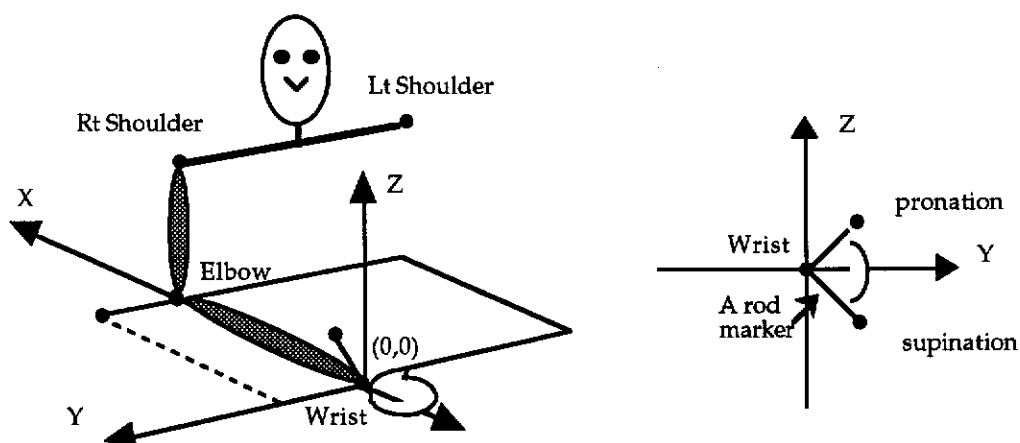 Lt Shoulder
Rt Shoulder
Z
X
Elbow
(0,0)
Wrist
Y
Z
pronation
Wrist
Y
A rod
marker
supination